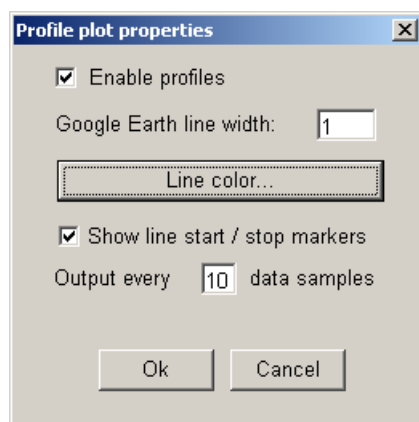 Profile plot properties
Enable profiles
Google Earth line width: 1
Line color...
Show line start / stop markers
Output every 10 data samples
Ok Cancel